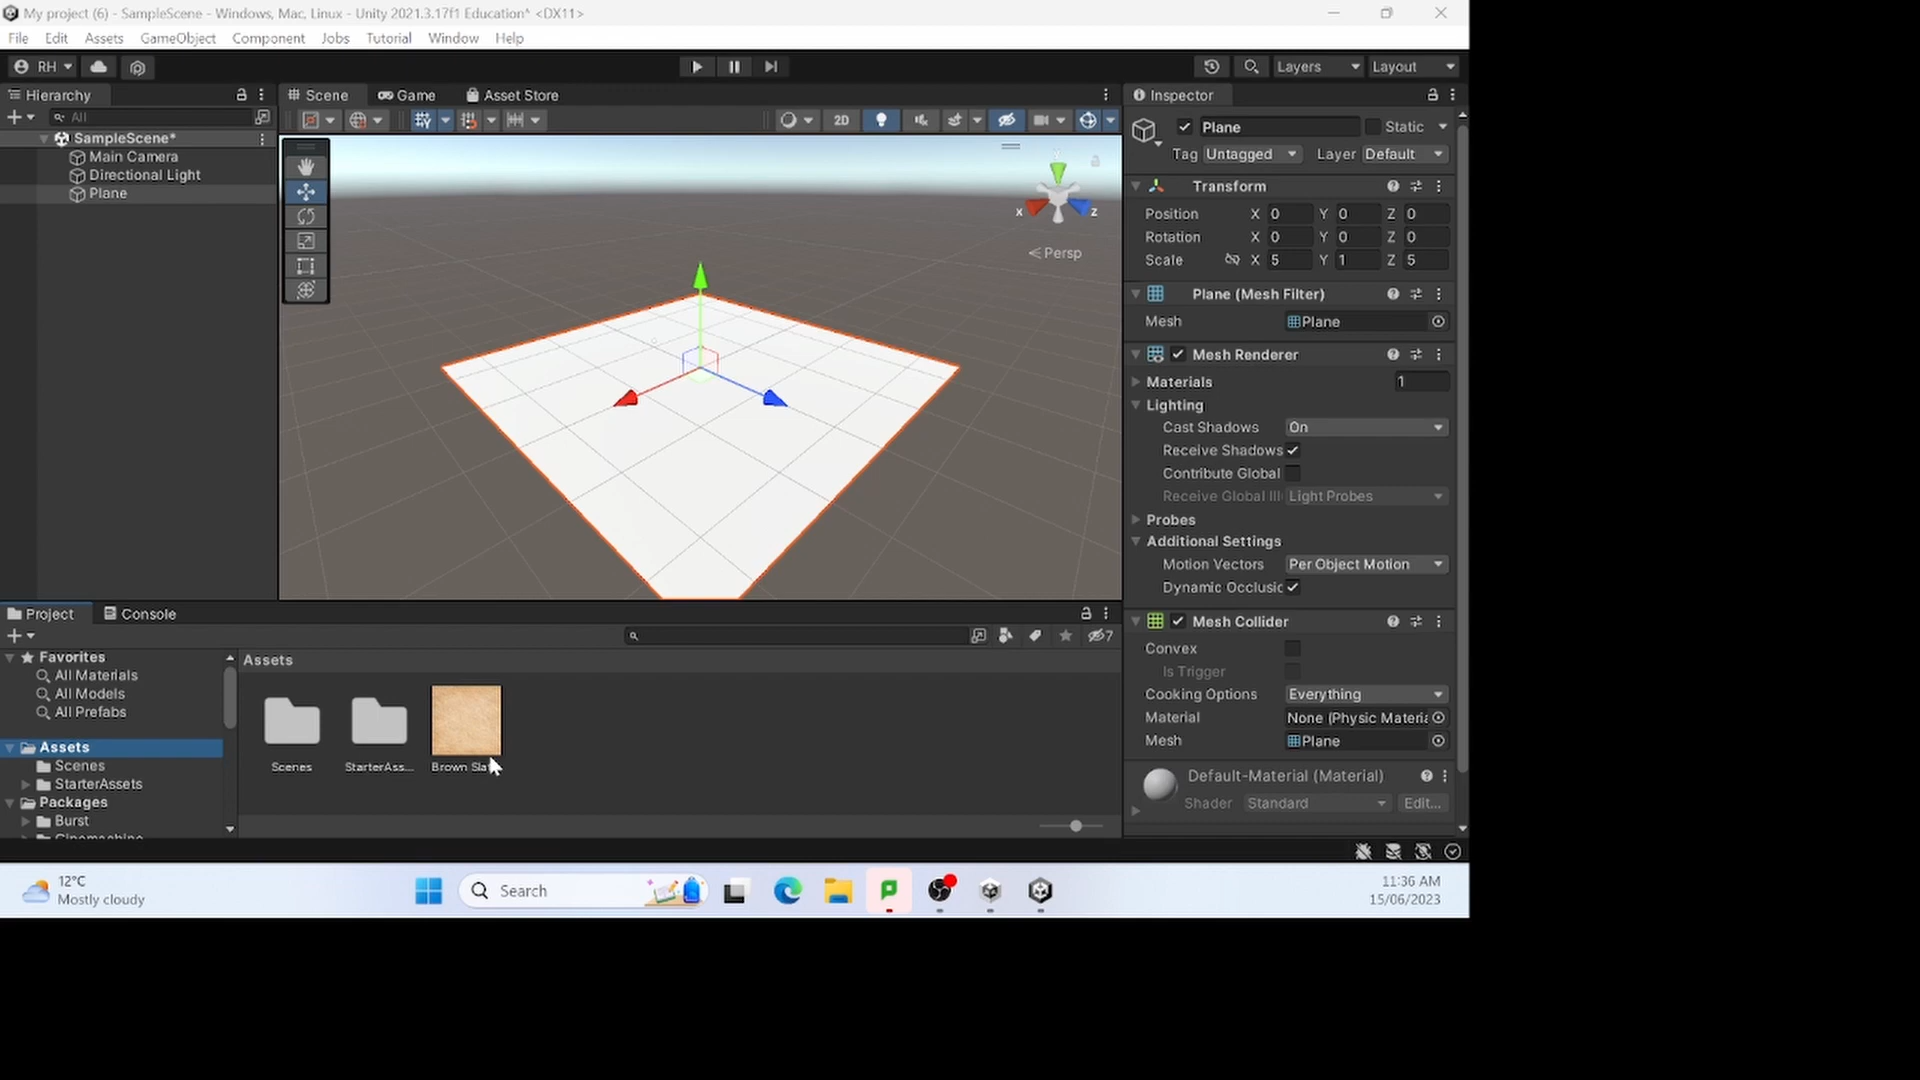 My project (6) - SampleScene - Windows, Mac, Linux - Unity 2021.3.17f1 Education* <DX11>
File Edit Assets GameObject Component Jobs Tutorial Window Help
RH Layers Layout
Hierarchy
All
SampleScene*
Main Camera
Directional Light
Plane
Scene Game Asset Store
2D
y
x z
Persp
Inspector
Plane Static
Tag Untagged Layer Default
Transform
Position X 0 Y 0 Z 0
Rotation X 0 Y 0 Z 0
Scale X 5 Y 1 Z 5
Plane (Mesh Filter)
Mesh Plane
Mesh Renderer
Materials 1
Lighting
Cast Shadows On
Receive Shadows
Contribute Global
Receive Global Ill Light Probes
Probes
Additional Settings
Motion Vectors Per Object Motion
Dynamic Occlusic
Mesh Collider
Convex
Is Trigger
Cooking Options Everything
Material None (Physic Materia
Mesh Plane
Default-Material (Material)
Shader Standard Edit...
Project Console
7
Favorites
All Materials
All Models
All Prefabs
Assets
Scenes
StarterAssets
Packages
Burst
Cinemachine
Assets
Scenes StarterAss... Brown
12°C
Mostly cloudy
Search
11:36 AM
15/06/2023